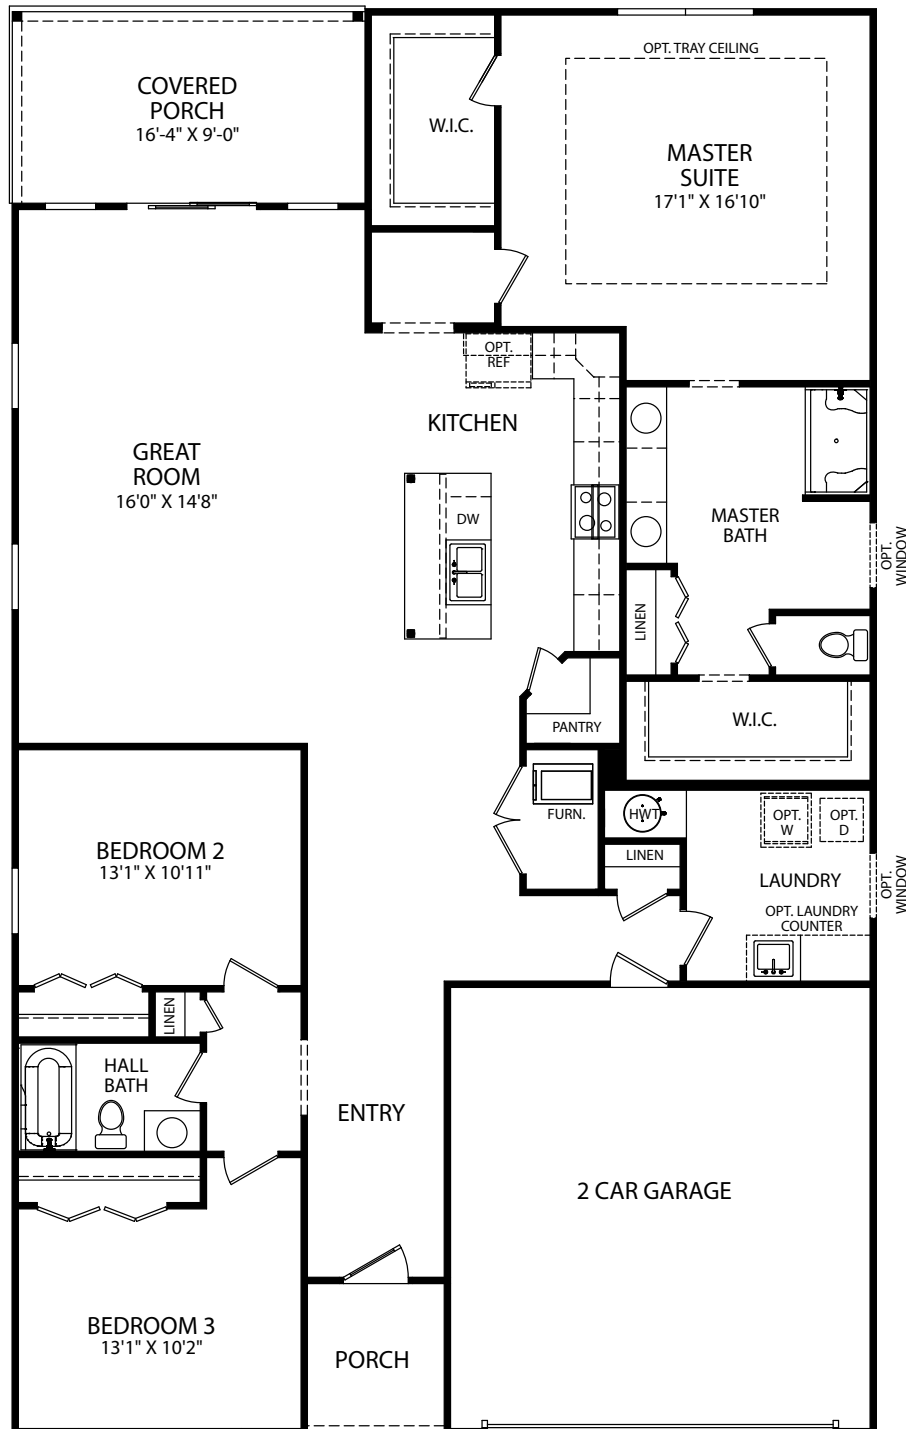 COVERED
PORCH
16'-4" X 9'-0"
W.I.C.
OPT. TRAY CEILING
MASTER
SUITE
17'1" X 16'10"
OPT.
REF
KITCHEN
GREAT
ROOM
16'0" X 14'8"
DW
MASTER
BATH
OPT.
WINDOW
LINEN
W.I.C.
PANTRY
FURN.
HWT
OPT.
W
OPT.
D
LINEN
LAUNDRY
OPT.
WINDOW
OPT. LAUNDRY
COUNTER
BEDROOM 2
13'1" X 10'11"
LINEN
HALL
BATH
ENTRY
2 CAR GARAGE
BEDROOM 3
13'1" X 10'2"
PORCH